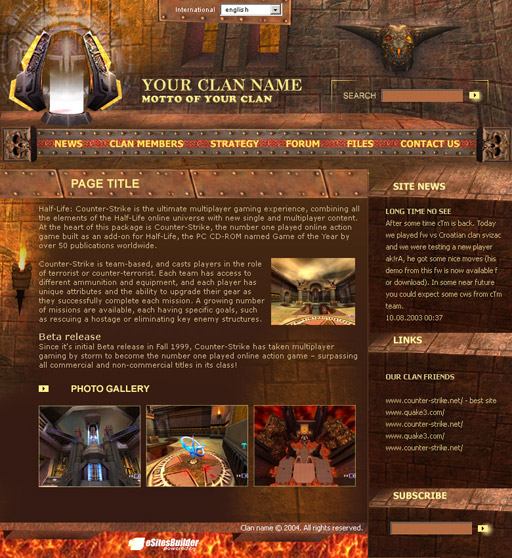 International english
YOUR CLAN NAME
MOTTO OF YOUR CLAN
SEARCH
NEWS CLAN MEMBERS STRATEGY FORUM FILES CONTACT US
PAGE TITLE
Half-Life: Counter-Strike is the ultimate multiplayer gaming experience, combining all
the elements of the Half-Life online universe with new single and multiplayer content.
At the heart of this package is Counter-Strike, the number one played online action
game built as an add-on for Half-Life, the PC CD-ROM named Game of the Year by
over 50 publications worldwide.
Counter-Strike is team-based, and casts players in the role
of terrorist or counter-terrorist. Each team has access to
different ammunition and equipment, and each player has
unique attributes and the ability to upgrade their gear as
they successfully complete each mission. A growing number
of missions are available, each having specific goals, such
as rescuing a hostage or eliminating key enemy structures.
Beta release
Since it's initial Beta release in Fall 1999, Counter-Strike has taken multiplayer
gaming by storm to become the number one played online action game – surpassing
all commercial and non-commercial titles in its class!
PHOTO GALLERY
SITE NEWS
LONG TIME NO SEE
After some time cTm is back. Today
we played fw vs Croatian clan svizac
and we were testing a new player
ak!rA, he got some nice moves (his
demo from this fw is now available f
or download). In some near future
you could expect some cws from cTm
team.
10.08.2003 00:37
LINKS
OUR CLAN FRIENDS
www.counter-strike.net/ - best site
www.quake3.com/
www.counter-strike.net/
www.quake3.com/
www.counter-strike.net/
SUBSCRIBE
Clan name © 2004. All rights reserved.
eSitesBuilder
powered by